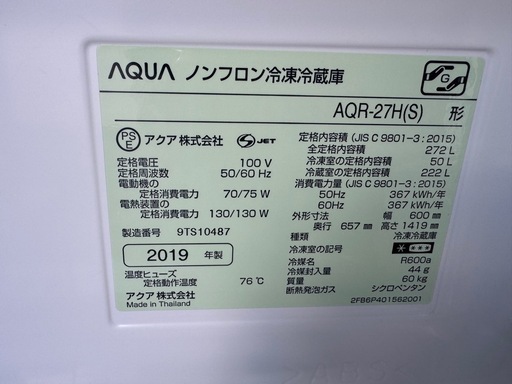 AQUA ノンフロン冷凍冷蔵庫
G
AQR-27H(S) 形
PS E アクア株式会社 S JET
定格電圧 100 V
定格周波数 50/60 Hz
電動機の
定格消費電力 70/75 W
電熱装置の
定格消費電力 130/130 W
製造番号 9TS10487
2019 年製
温度ヒューズ
定格動作温度 76℃
アクア株式会社
Made in Thailand
定格内容積 (JIS C 9801-3:2015)
全定格内容積 272 L
冷凍室の定格内容積 50 L
冷蔵室の定格内容積 222 L
消費電力量 (JIS C 9801-3:2015)
50Hz 367 kWh/年
60Hz 367 kWh/年
外形寸法 幅 600 mm
奥行 657 mm 高さ 1419 mm
種類 冷凍冷蔵庫
冷凍室の記号 * ***
冷媒名 R600a
冷媒封入量 44g
質量 60 kg
断熱発泡ガス シクロペンタン
2FB6P401562001